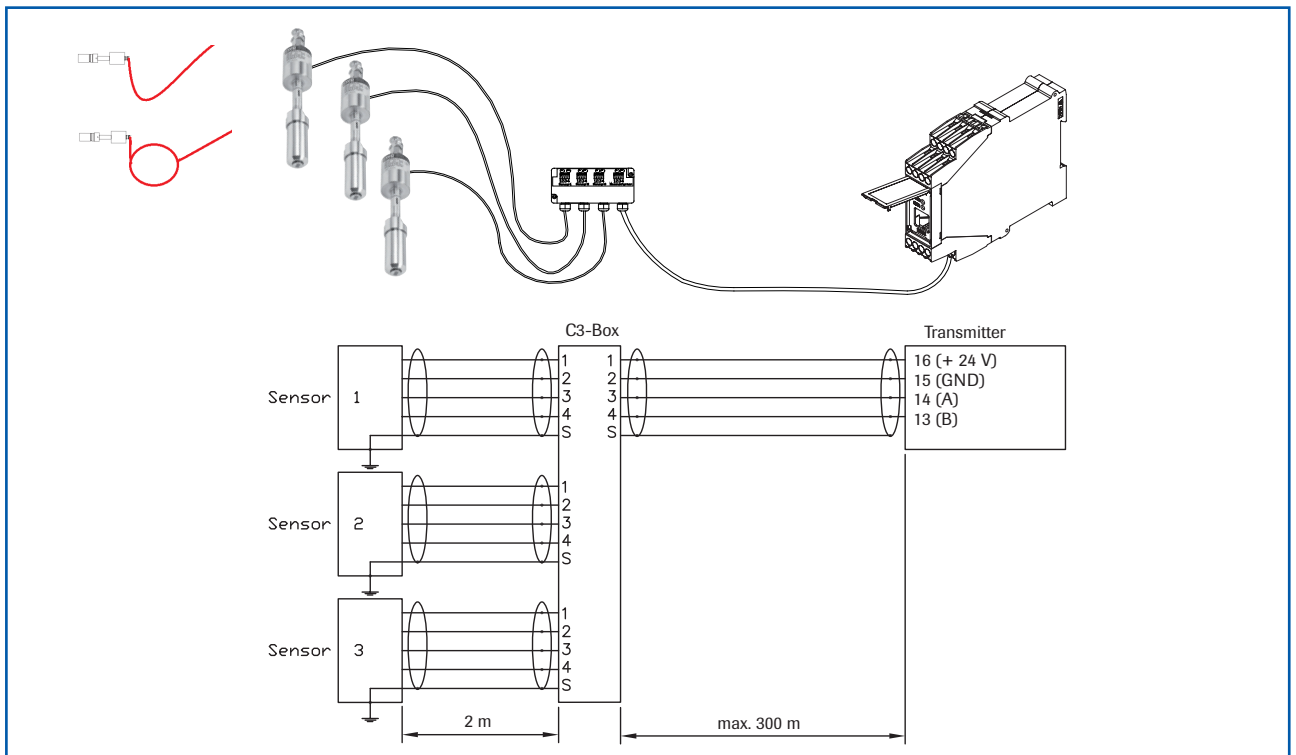 C3-Box
Transmitter
Sensor 1
1
2
3
4
S
1
2
3
4
S
16 (+ 24 V)
15 (GND)
14 (A)
13 (B)
Sensor 2
1
2
3
4
S
Sensor 3
1
2
3
4
S
2 m
max. 300 m